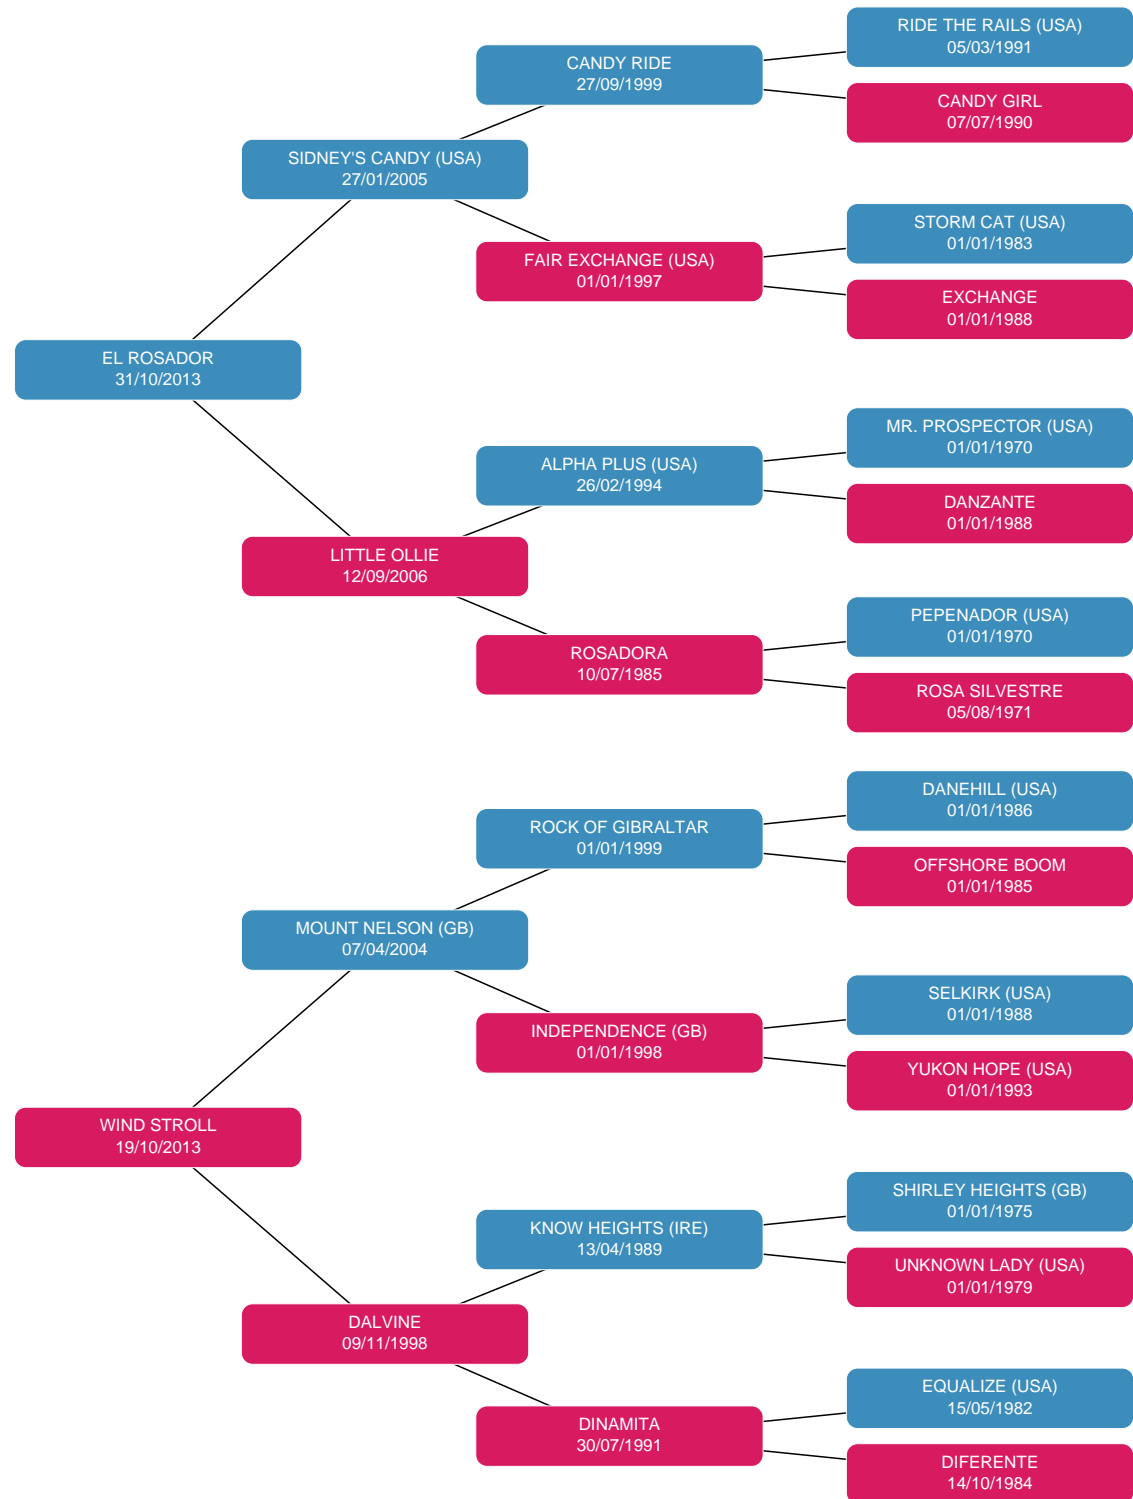 RIDE THE RAILS (USA)
05/03/1991
CANDY RIDE
27/09/1999
CANDY GIRL
07/07/1990
SIDNEY'S CANDY (USA)
27/01/2005
STORM CAT (USA)
01/01/1983
FAIR EXCHANGE (USA)
01/01/1997
EXCHANGE
01/01/1988
EL ROSADOR
31/10/2013
MR. PROSPECTOR (USA)
01/01/1970
ALPHA PLUS (USA)
26/02/1994
DANZANTE
01/01/1988
LITTLE OLLIE
12/09/2006
PEPENADOR (USA)
01/01/1970
ROSADORA
10/07/1985
ROSA SILVESTRE
05/08/1971
DANEHILL (USA)
01/01/1986
ROCK OF GIBRALTAR
01/01/1999
OFFSHORE BOOM
01/01/1985
MOUNT NELSON (GB)
07/04/2004
SELKIRK (USA)
01/01/1988
INDEPENDENCE (GB)
01/01/1998
YUKON HOPE (USA)
01/01/1993
WIND STROLL
19/10/2013
SHIRLEY HEIGHTS (GB)
01/01/1975
KNOW HEIGHTS (IRE)
13/04/1989
UNKNOWN LADY (USA)
01/01/1979
DALVINE
09/11/1998
EQUALIZE (USA)
15/05/1982
DINAMITA
30/07/1991
DIFERENTE
14/10/1984